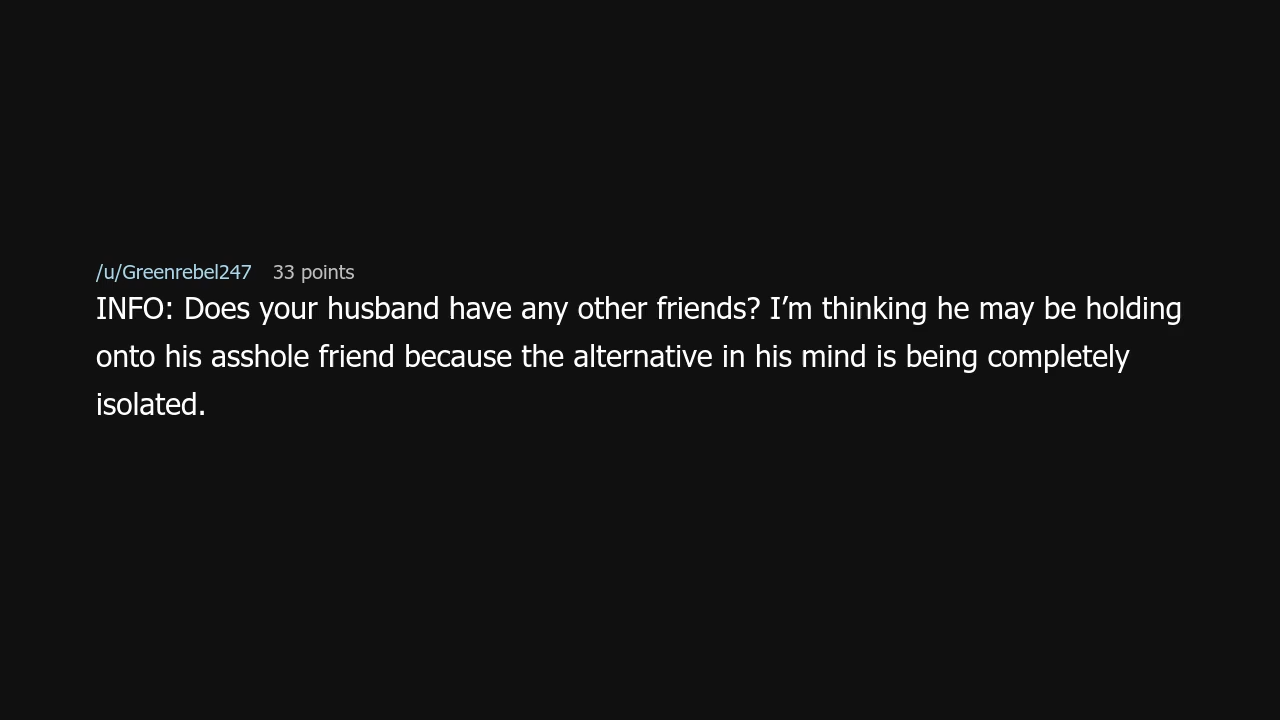 /u/Greenrebel247 33 points
INFO: Does your husband have any other friends? I’m thinking he may be holding
onto his asshole friend because the alternative in his mind is being completely
isolated.